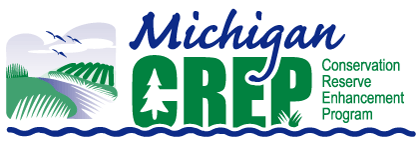 Michigan
CREP
Conservation
Reserve
Enhancement
Program